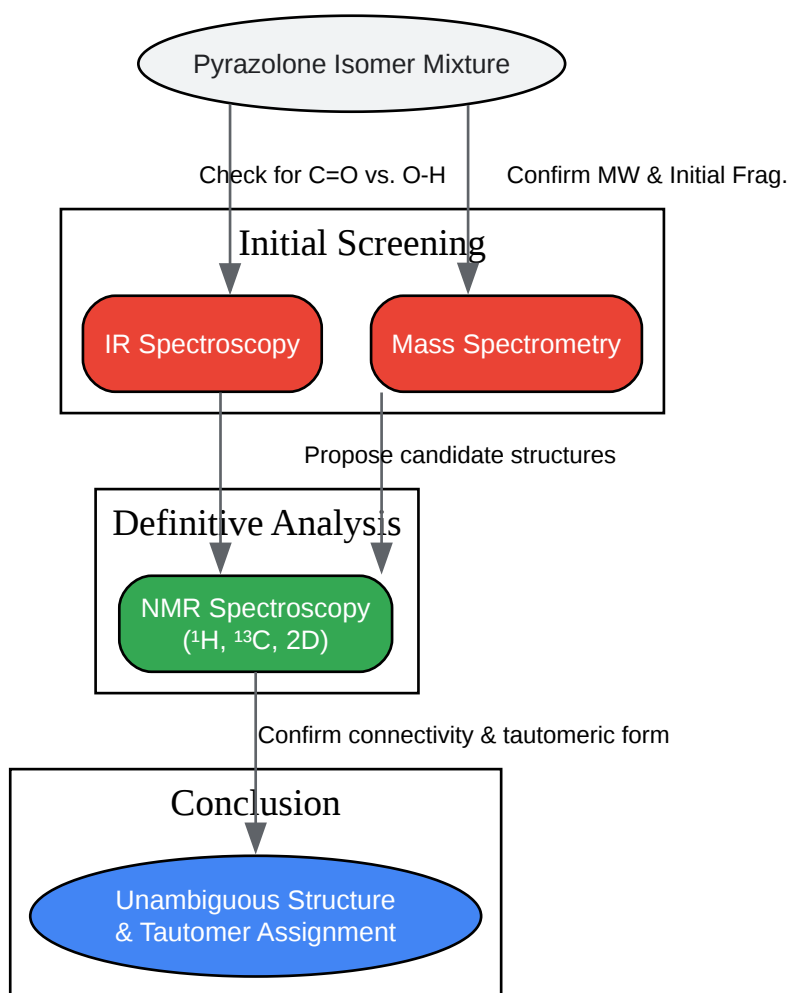 Pyrazolone Isomer Mixture
Check for C=O vs. O-H
Confirm MW & Initial Frag.
Initial Screening
IR Spectroscopy
Mass Spectrometry
Propose candidate structures
Definitive Analysis
NMR Spectroscopy
(¹H, ¹³C, 2D)
Confirm connectivity & tautomeric form
Conclusion
Unambiguous Structure
& Tautomer Assignment